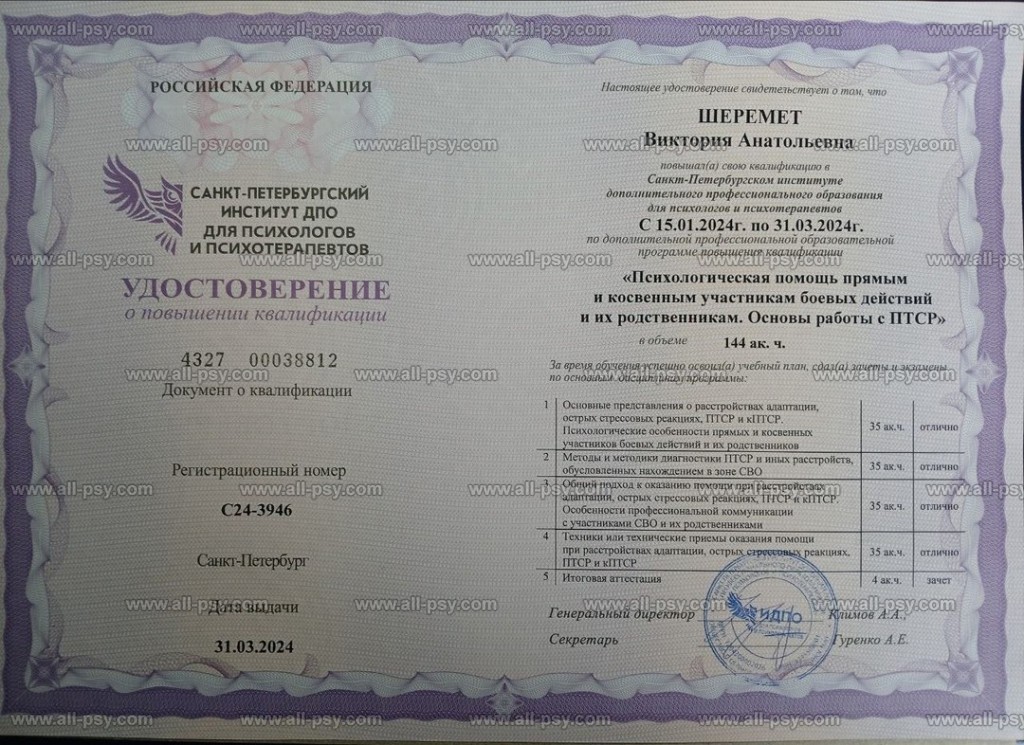 РОССИЙСКАЯ ФЕДЕРАЦИЯ
САНКТ-ПЕТЕРБУРГСКИЙ
ИНСТИТУТ ДПО
ДЛЯ ПСИХОЛОГОВ
И ПСИХОТЕРАПЕВТОВ
УДОСТОВЕРЕНИЕ
о повышении квалификации
4327 00038812
Документ о квалификации
Регистрационный номер
С24-3946
Санкт-Петербург
Дата выдачи
31.03.2024
Настоящее удостоверение свидетельствует о том, что
ШЕРЕМЕТ
Виктория Анатольевна
повышал(а) свою квалификацию в
Санкт-Петербургском институте
дополнительного профессионального образования
для психологов и психотерапевтов
С 15.01.2024г. по 31.03.2024г.
по дополнительной профессиональной образовательной
программе повышения квалификации
«Психологическая помощь прямым
и косвенным участникам боевых действий
и их родственникам. Основы работы с ПТСР»
в объеме 144 ак. ч.
За время обучения успешно освоил(а) учебный план, сдал(а) зачеты и экзамены
по основным дисциплинам программы:
1 Основные представления о расстройствах адаптации,
острых стрессовых реакциях, ПТСР и кПТСР.
Психологические особенности прямых и косвенных
участников боевых действий и их родственников
35 ак.ч. отлично
2 Методы и методики диагностики ПТСР и иных расстройств,
обусловленных нахождением в зоне СВО
35 ак.ч. отлично
3 Общий подход к оказанию помощи при расстройствах
адаптации, острых стрессовых реакциях, ПТСР и кПТСР.
Особенности профессиональной коммуникации
с участниками СВО и их родственниками
35 ак.ч. отлично
4 Техники или технические приемы оказания помощи
при расстройствах адаптации, острых стрессовых реакциях,
ПТСР и кПТСР
35 ак.ч. отлично
5 Итоговая аттестация 4 ак.ч. зачет
Генеральный директор Климов А.А.,
Секретарь Гуренко А.Е.
www.all-psy.com